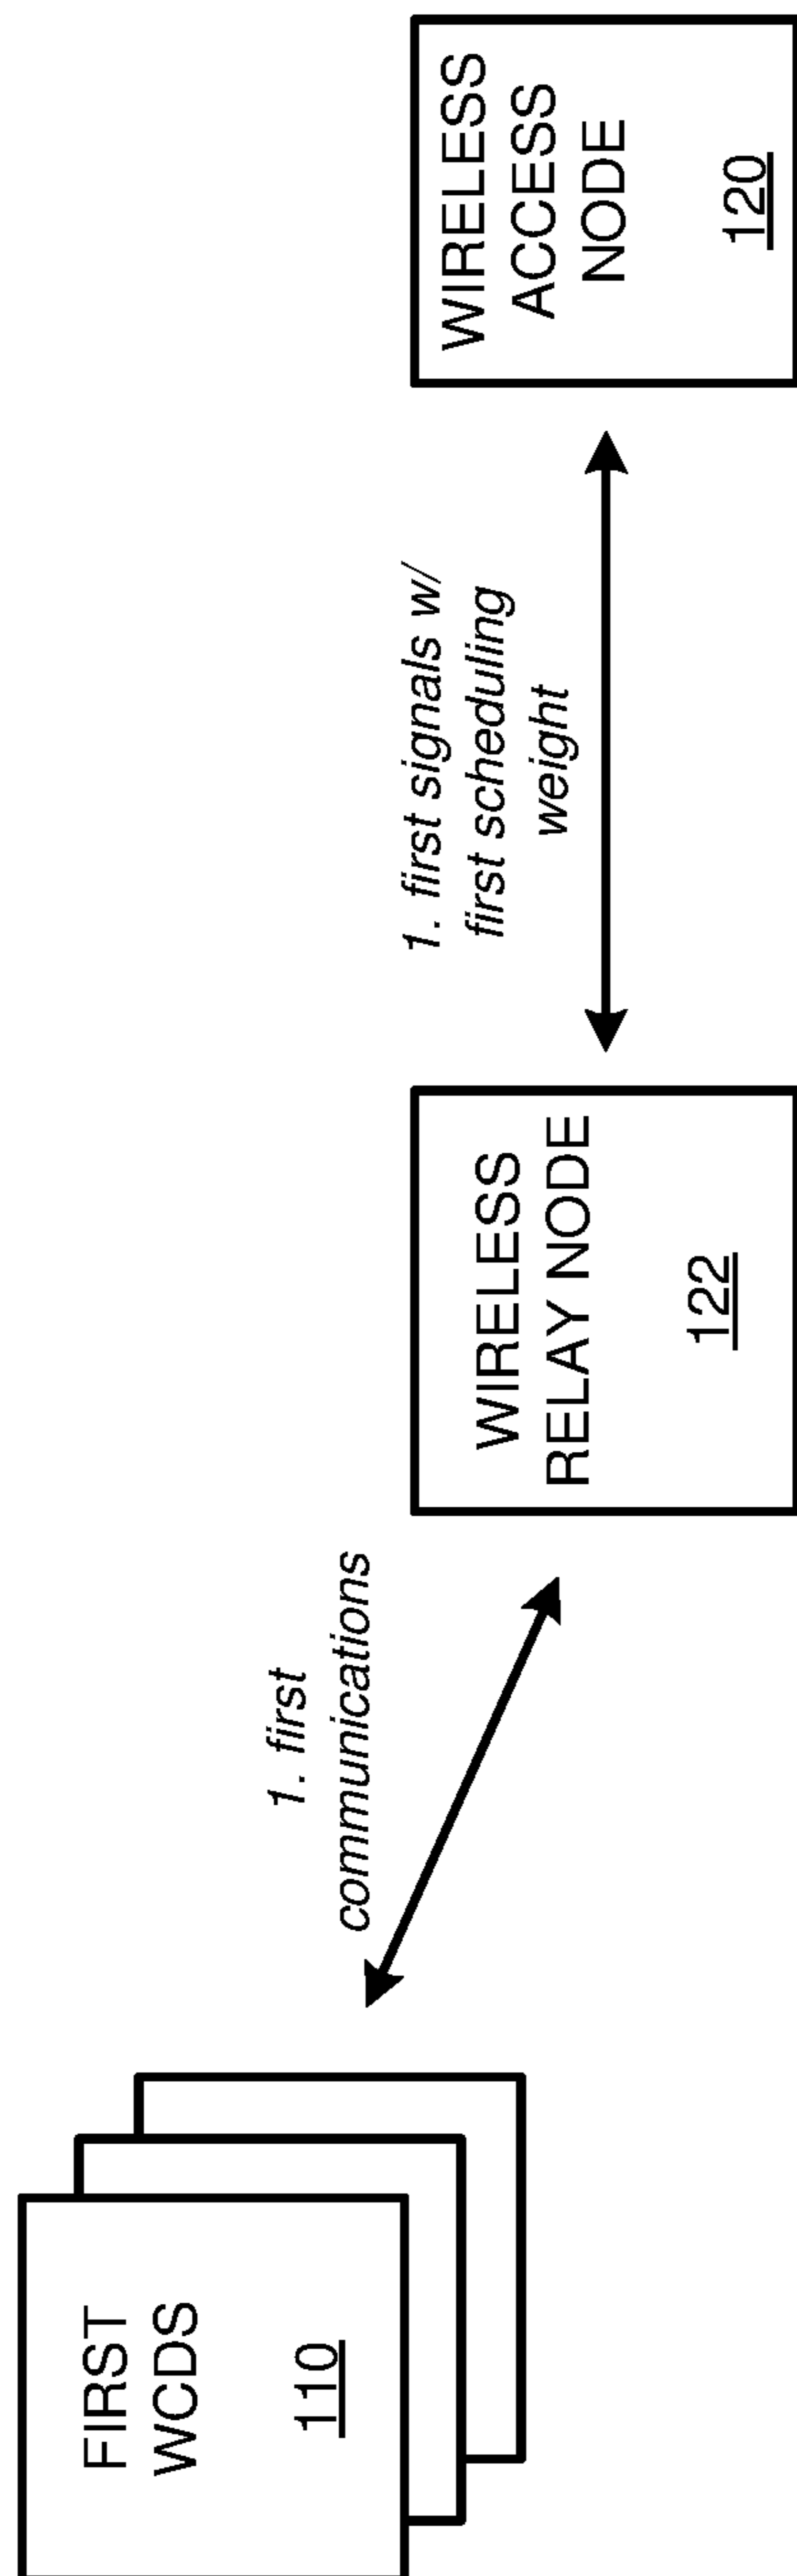 FIRST
WCDS
110
1. first
communications
WIRELESS
RELAY NODE
122
1. first signals w/
first scheduling
weight
WIRELESS
ACCESS
NODE
120